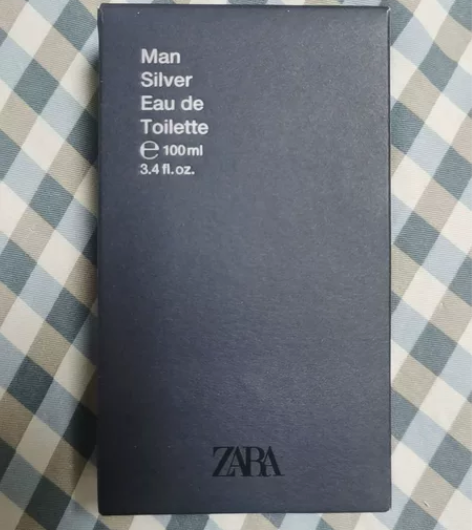 Man
Silver
Eau de
Toilette
℮ 100 ml
3.4 fl. oz.
ZARA